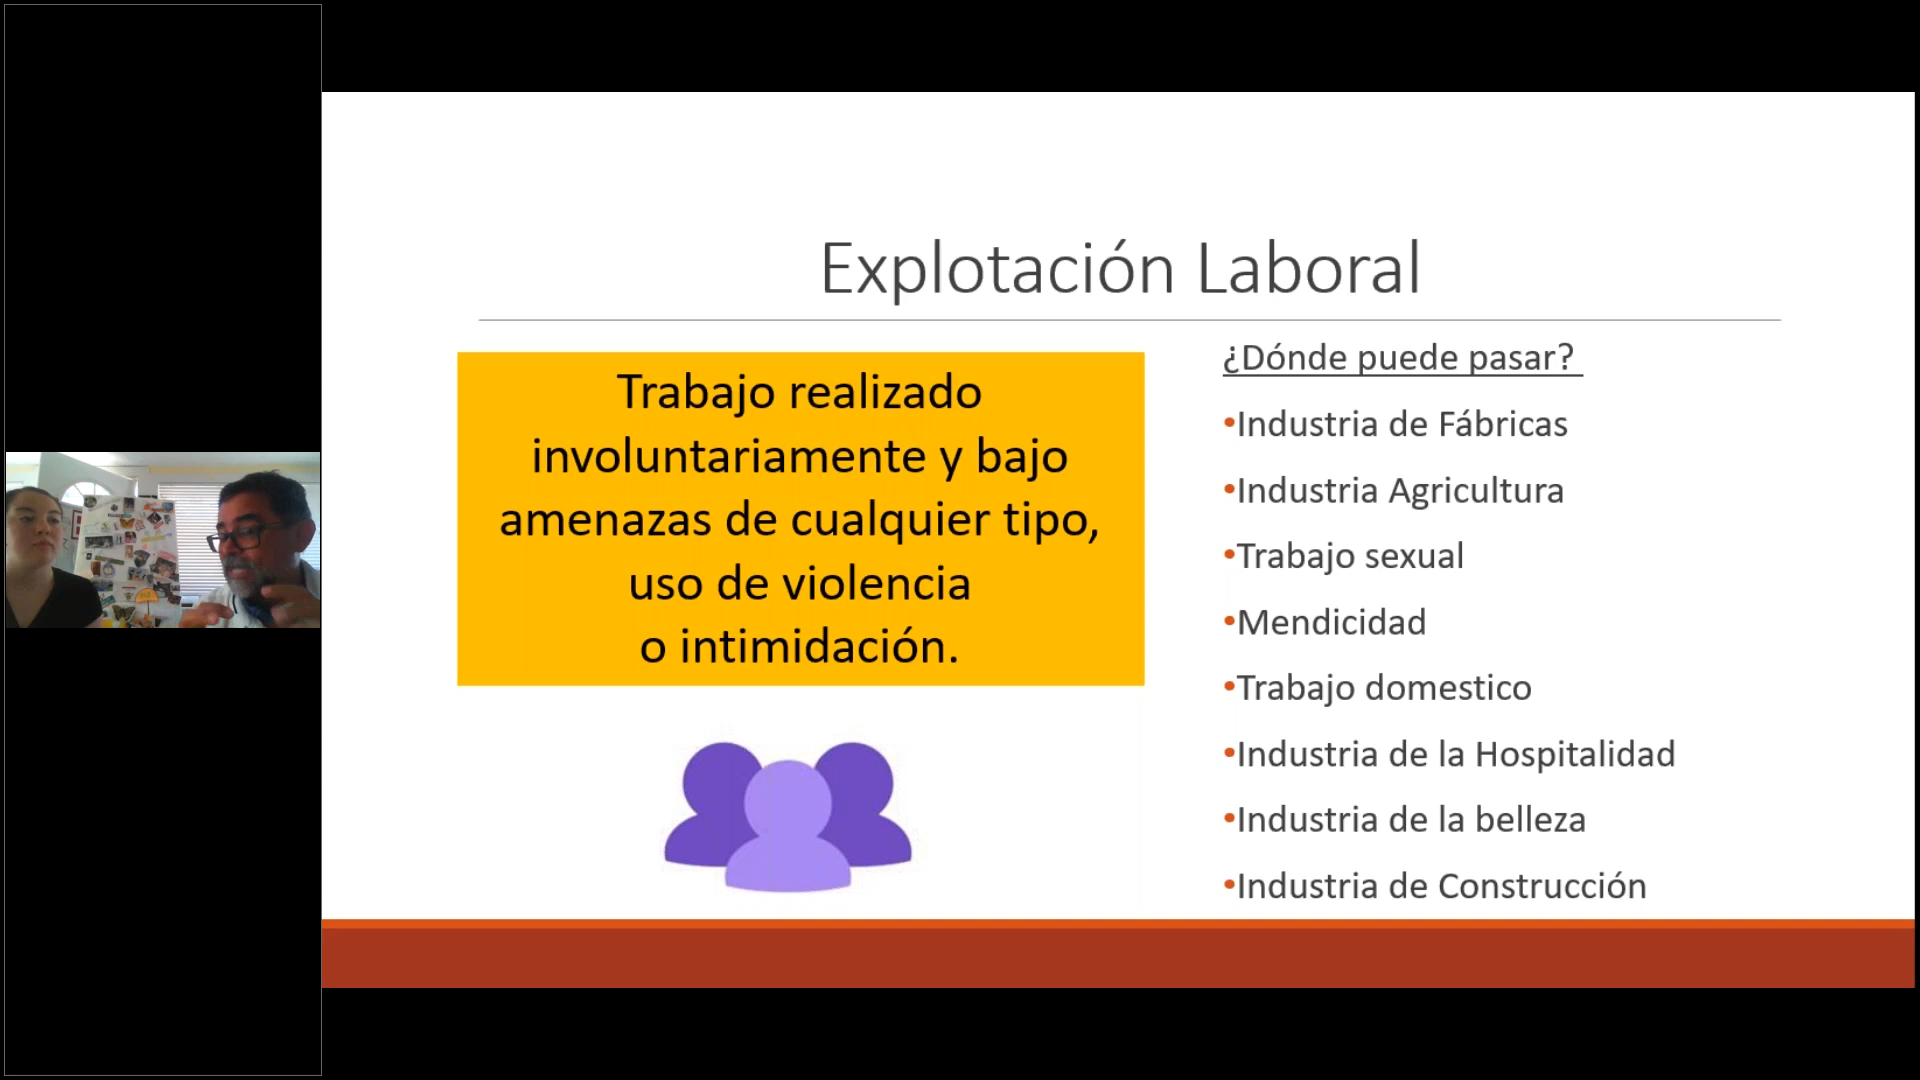 Explotación Laboral
Trabajo realizado
involuntariamente y bajo
amenazas de cualquier tipo,
uso de violencia
o intimidación.
¿Dónde puede pasar?
•Industria de Fábricas
•Industria Agricultura
•Trabajo sexual
•Mendicidad
•Trabajo domestico
•Industria de la Hospitalidad
•Industria de la belleza
•Industria de Construcción